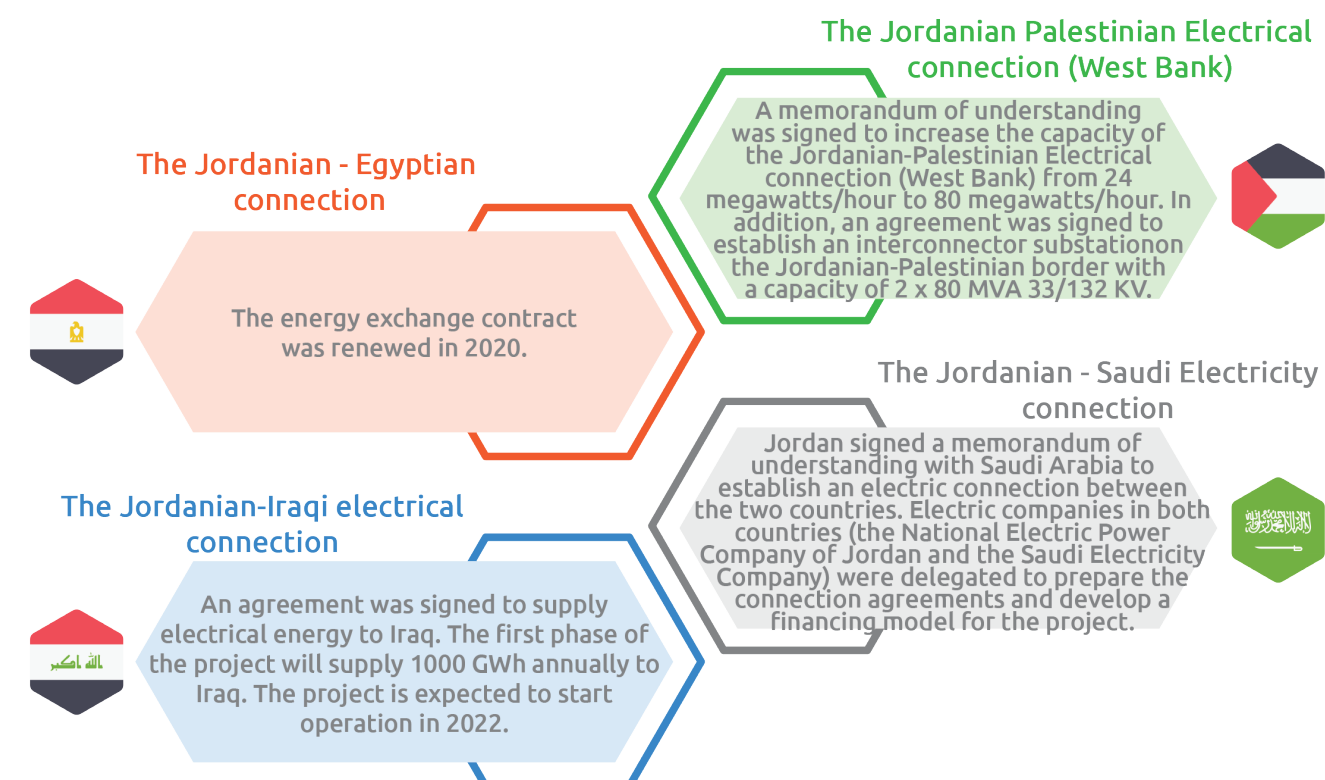 The Jordanian Palestinian Electrical
connection (West Bank)
A memorandum of understanding
was signed to increase the capacity of
the Jordanian-Palestinian Electrical
connection (West Bank) from 24
megawatts/hour to 80 megawatts/hour. In
addition, an agreement was signed to
establish an interconnector substationon
the Jordanian-Palestinian border with
a capacity of 2 x 80 MVA 33/132 KV.
The Jordanian - Egyptian
connection
The energy exchange contract
was renewed in 2020.
The Jordanian - Saudi Electricity
connection
Jordan signed a memorandum of
understanding with Saudi Arabia to
establish an electric connection between
the two countries. Electric companies in both
countries (the National Electric Power
Company of Jordan and the Saudi Electricity
Company) were delegated to prepare the
connection agreements and develop a
financing model for the project.
The Jordanian-Iraqi electrical
connection
An agreement was signed to supply
electrical energy to Iraq. The first phase of
the project will supply 1000 GWh annually to
Iraq. The project is expected to start
operation in 2022.
الله اكبر